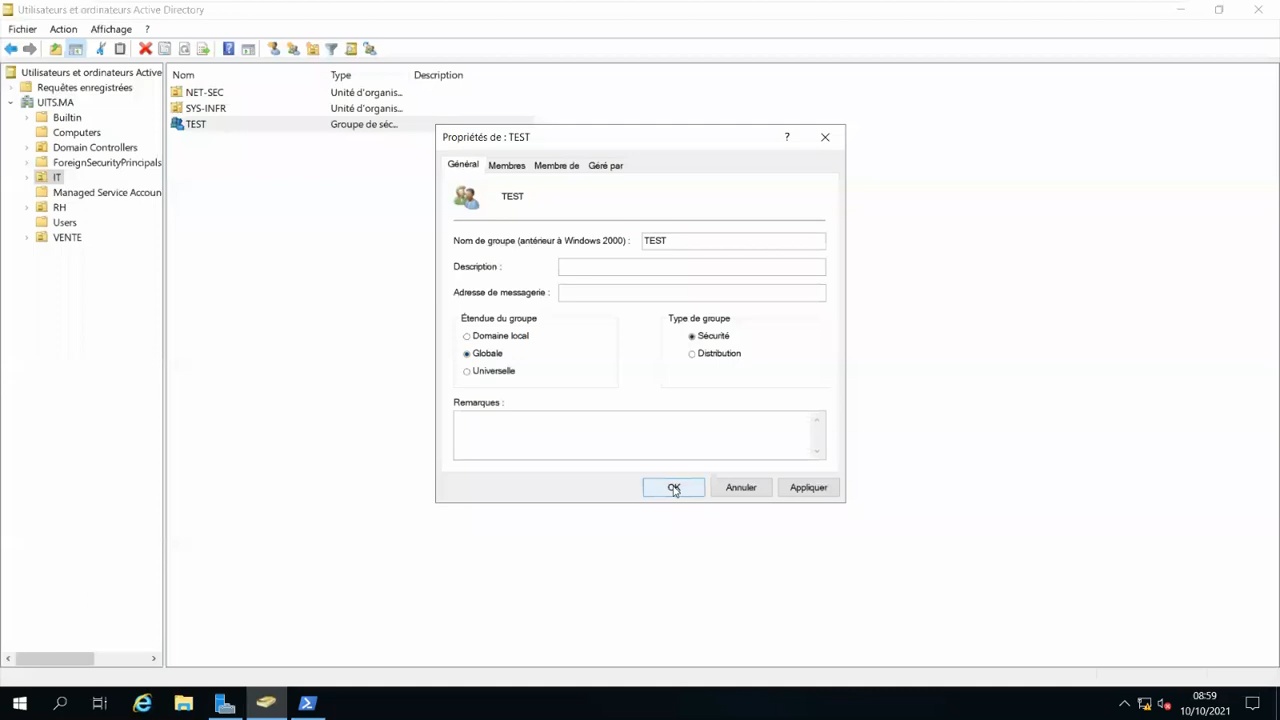 Utilisateurs et ordinateurs Active Directory
Fichier Action Affichage ?
Utilisateurs et ordinateurs Active
Requêtes enregistrées
UITS.MA
Builtin
Computers
Domain Controllers
ForeignSecurityPrincipals
IT
Managed Service Accoun
RH
Users
VENTE
Nom Type Description
NET-SEC Unité d'organis...
SYS-INFR Unité d'organis...
TEST Groupe de séc...
Propriétés de : TEST ?
Général Membres Membre de Géré par
TEST
Nom de groupe (antérieur à Windows 2000) : TEST
Description :
Adresse de messagerie :
Étendue du groupe Type de groupe
Domaine local Sécurité
Globale Distribution
Universelle
Remarques :
OK Annuler Appliquer
08:59
10/10/2021